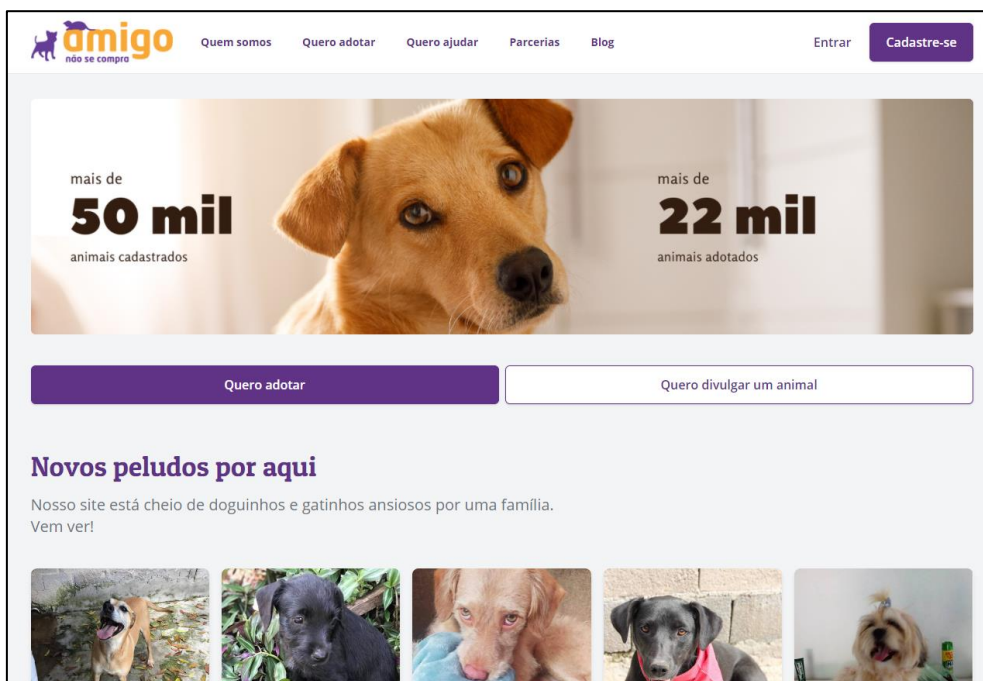 amigo
não se compra
Quem somos
Quero adotar
Quero ajudar
Parcerias
Blog
Entrar
Cadastre-se
mais de
50 mil
animais cadastrados
mais de
22 mil
animais adotados
Quero adotar
Quero divulgar um animal
Novos peludos por aqui
Nosso site está cheio de doguinhos e gatinhos ansiosos por uma família.
Vem ver!